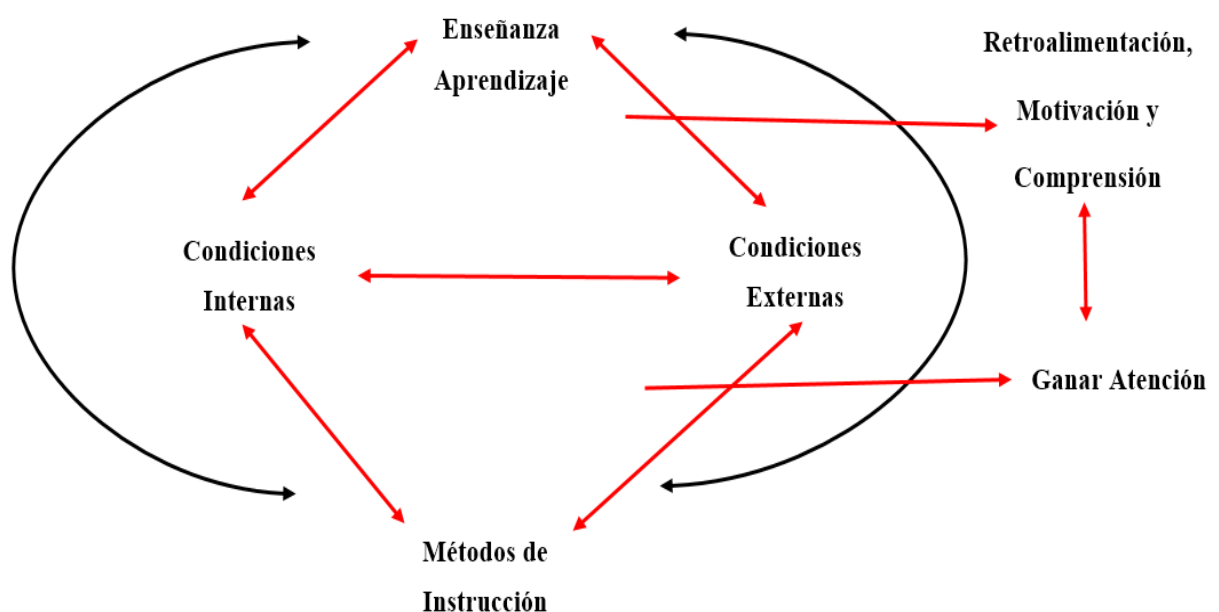 Enseñanza
Aprendizaje
Retroalimentación,
Motivación y
Comprensión
Condiciones
Internas
Condiciones
Externas
Ganar Atención
Métodos de
Instrucción